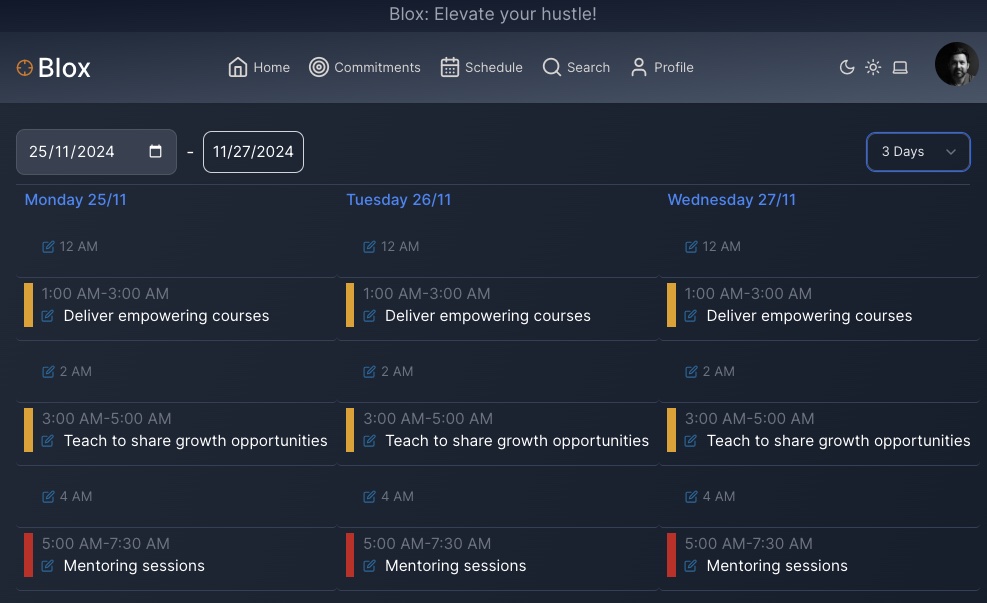 Blox: Elevate your hustle!
Blox Home Commitments Schedule Search Profile
25/11/2024 - 11/27/2024 3 Days
Monday 25/11 Tuesday 26/11 Wednesday 27/11
12 AM 12 AM 12 AM
1:00 AM-3:00 AM 1:00 AM-3:00 AM 1:00 AM-3:00 AM
Deliver empowering courses Deliver empowering courses Deliver empowering courses
2 AM 2 AM 2 AM
3:00 AM-5:00 AM 3:00 AM-5:00 AM 3:00 AM-5:00 AM
Teach to share growth opportunities Teach to share growth opportunities Teach to share growth opportunities
4 AM 4 AM 4 AM
5:00 AM-7:30 AM 5:00 AM-7:30 AM 5:00 AM-7:30 AM
Mentoring sessions Mentoring sessions Mentoring sessions